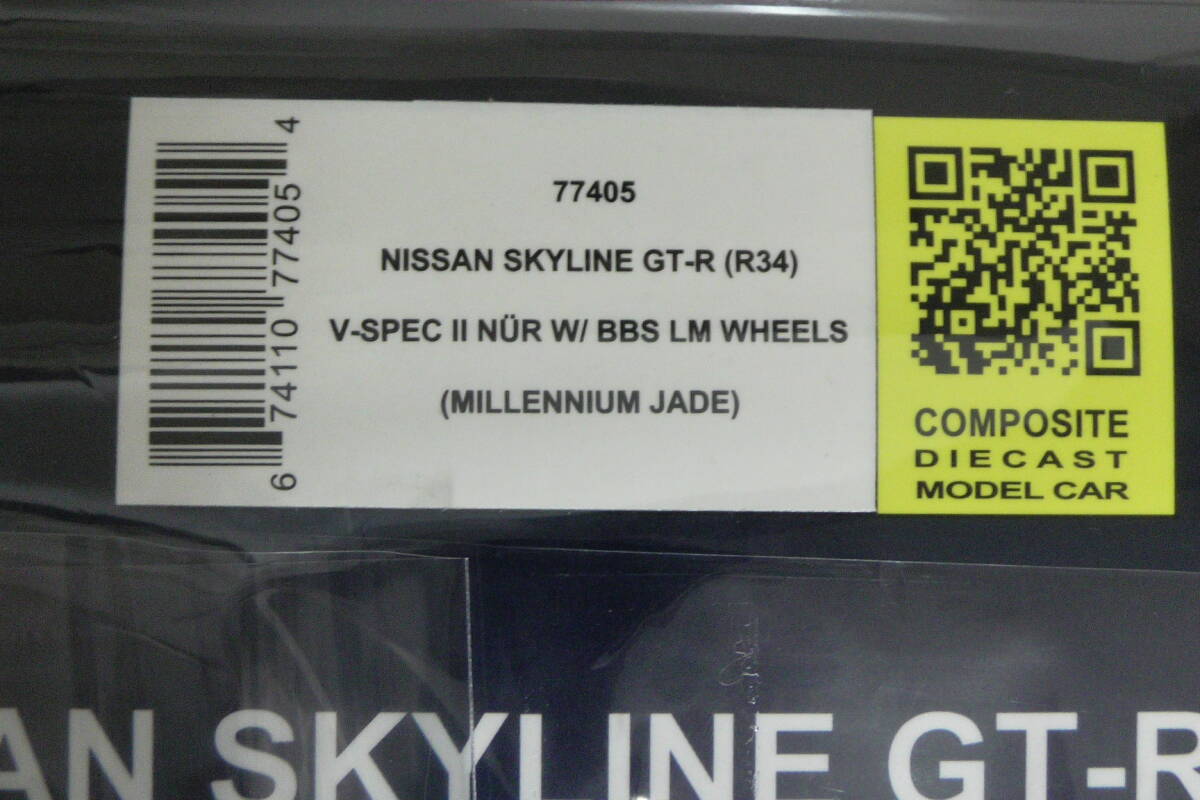 77405
NISSAN SKYLINE GT-R (R34)
V-SPEC II NÜR W/ BBS LM WHEELS
(MILLENNIUM JADE)
6 74110 77405 4
COMPOSITE
DIECAST
MODEL CAR
AN SKYLINE GT-R